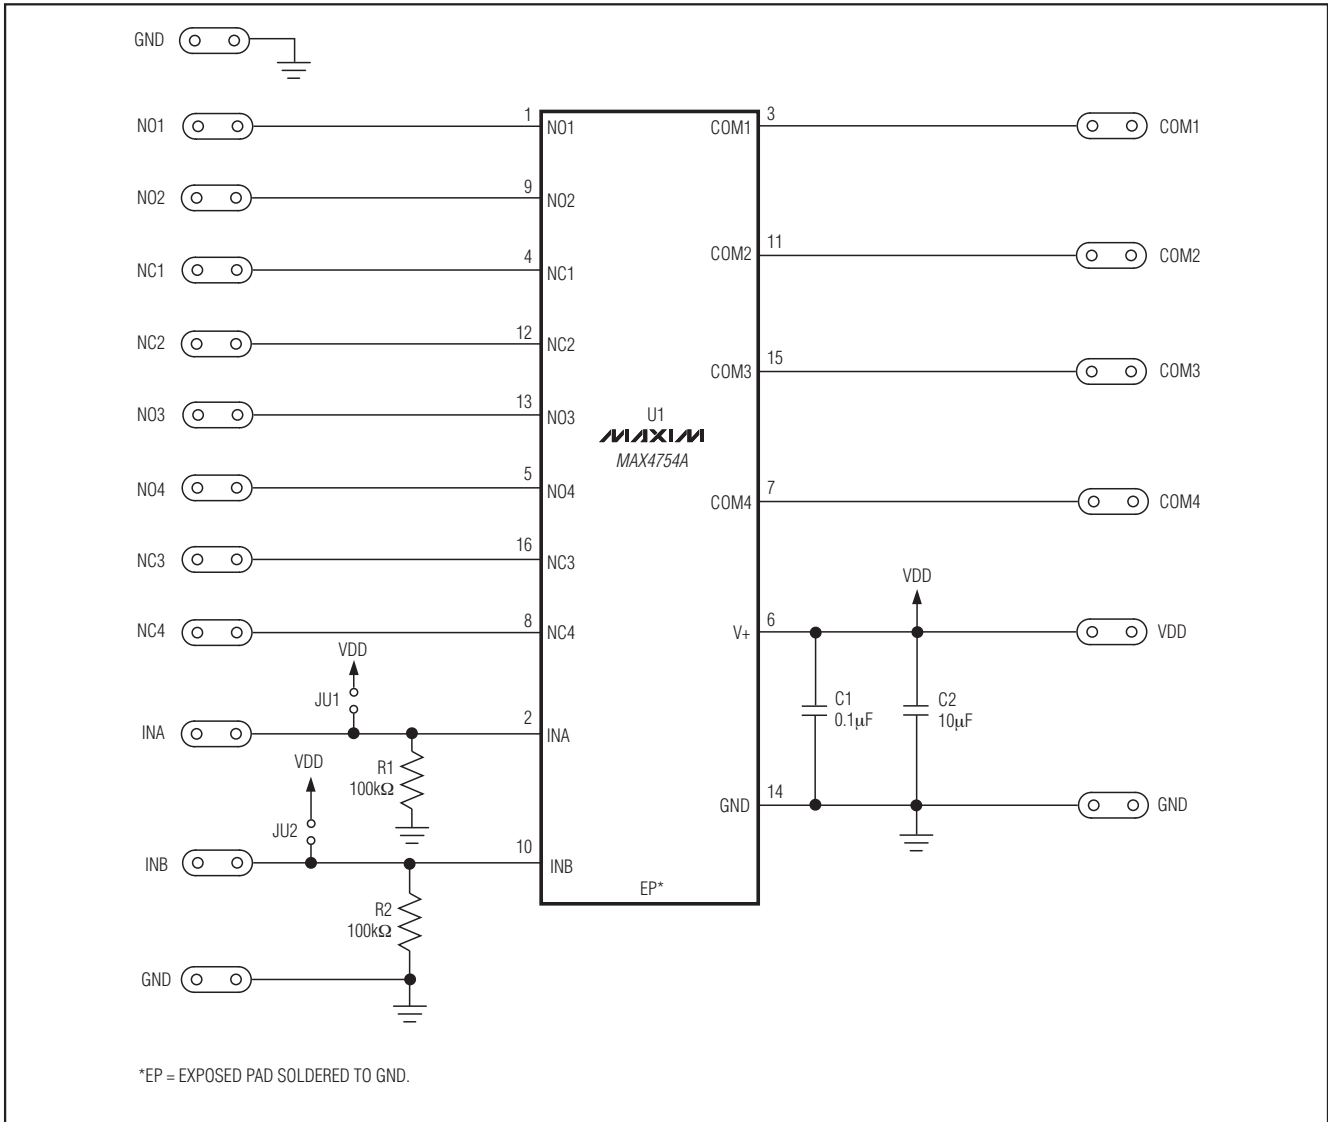 GND
NO1
1
NO1
COM1
3
COM1
NO2
9
NO2
COM2
11
COM2
NC1
4
NC1
NC2
12
NC2
COM3
15
COM3
NO3
13
NO3
U1
MAXIM
MAX4754A
NO4
5
NO4
COM4
7
COM4
NC3
16
NC3
VDD
NC4
8
NC4
V+
6
VDD
VDD
JU1
C1
0.1µF
C2
10µF
INA
2
INA
VDD
R1
100kΩ
GND
14
GND
JU2
INB
10
INB
EP*
R2
100kΩ
GND
*EP = EXPOSED PAD SOLDERED TO GND.